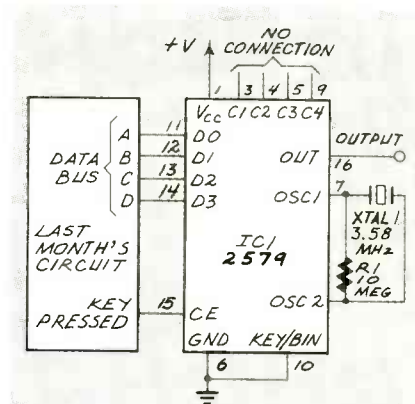 NO
CONNECTION
+V
1 3 4 5 9
VCC C1 C2 C3 C4
A 11 D0
B 12 D1
C 13 D2
D 14 D3
DATA
BUS
OUT
OUTPUT
16
7
OSC1
XTAL 1
3.58
MHz
LAST
MONTH'S
CIRCUIT
IC1
2579
R1
10
MEG
KEY
PRESSED
15
CE
OSC 2
GND KEY/BIN
6 10